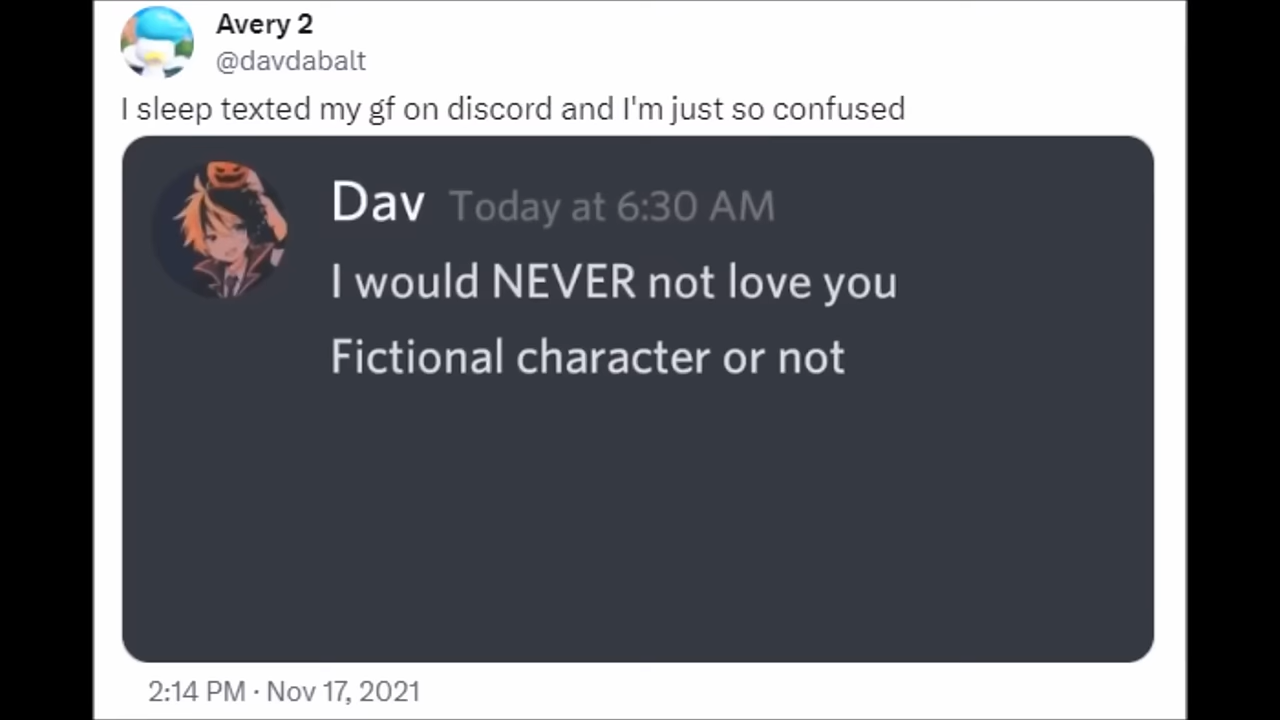 Avery 2
@davdabalt
I sleep texted my gf on discord and I'm just so confused
Dav Today at 6:30 AM
I would NEVER not love you
Fictional character or not
2:14 PM · Nov 17, 2021